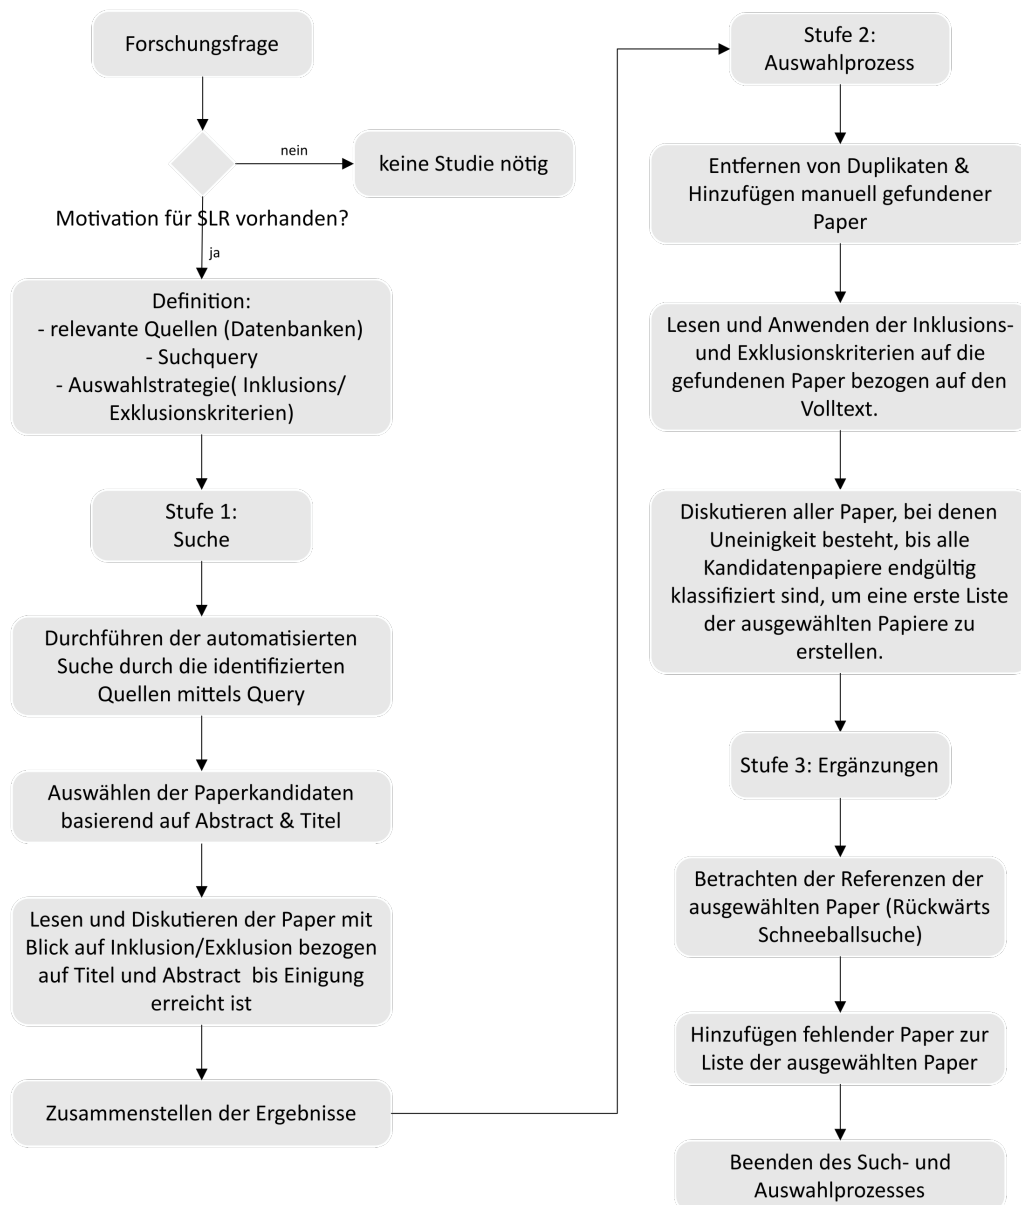 Forschungsfrage
nein
keine Studie nötig
Motivation für SLR vorhanden?
ja
Definition:
- relevante Quellen (Datenbanken)
- Suchquery
- Auswahlstrategie( Inklusions/
Exklusionskriterien)
Stufe 1:
Suche
Durchführen der automatisierten
Suche durch die identifizierten
Quellen mittels Query
Auswählen der Paperkandidaten
basierend auf Abstract & Titel
Lesen und Diskutieren der Paper mit
Blick auf Inklusion/Exklusion bezogen
auf Titel und Abstract  bis Einigung
erreicht ist
Zusammenstellen der Ergebnisse
Stufe 2:
Auswahlprozess
Entfernen von Duplikaten &
Hinzufügen manuell gefundener
Paper
Lesen und Anwenden der Inklusions-
und Exklusionskriterien auf die
gefundenen Paper bezogen auf den
Volltext.
Diskutieren aller Paper, bei denen
Uneinigkeit besteht, bis alle
Kandidatenpapiere endgültig
klassifiziert sind, um eine erste Liste
der ausgewählten Papiere zu
erstellen.
Stufe 3: Ergänzungen
Betrachten der Referenzen der
ausgewählten Paper (Rückwärts
Schneeballsuche)
Hinzufügen fehlender Paper zur
Liste der ausgewählten Paper
Beenden des Such- und
Auswahlprozesses